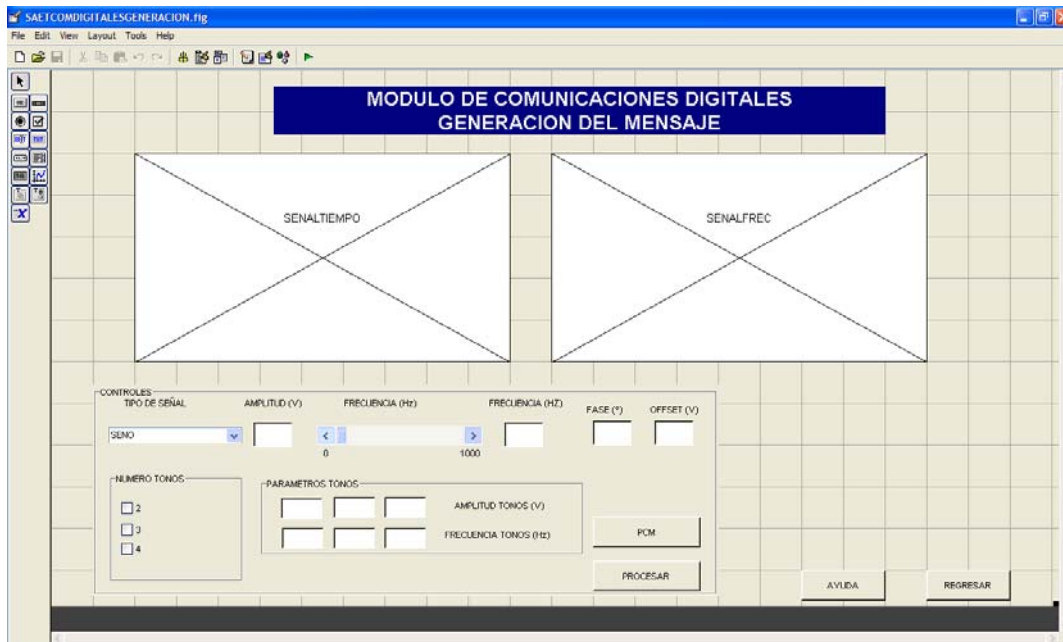 SAETCOMDIGITALESGENERACION.fig
File Edit View Layout Tools Help
MODULO DE COMUNICACIONES DIGITALES
GENERACION DEL MENSAJE
SENALTIEMPO
SENALFREC
CONTROLES
TIPO DE SEÑAL
AMPLITUD (V)
FRECUENCIA (Hz)
FRECUENCIA (HZ)
FASE (º)
OFFSET (V)
SENO
0
1000
NUMERO TONOS
2
3
4
PARAMETROS TONOS
AMPLITUD TONOS (V)
FRECUENCIA TONOS (Hz)
PCM
PROCESAR
AYUDA
REGRESAR